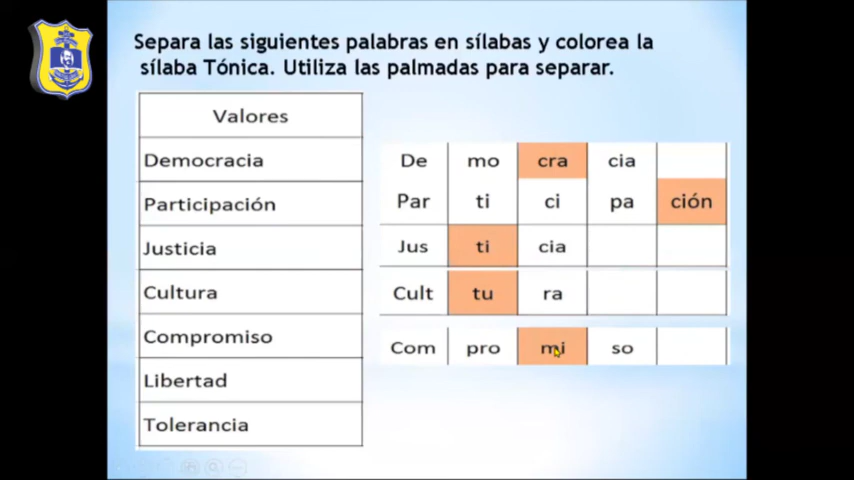 Separa las siguientes palabras en sílabas y colorea la
sílaba Tónica. Utiliza las palmadas para separar.
Valores
Democracia
Participación
Justicia
Cultura
Compromiso
Libertad
Tolerancia
De mo cra cia
Par ti ci pa ción
Jus ti cia
Cult tu ra
Com pro mi so